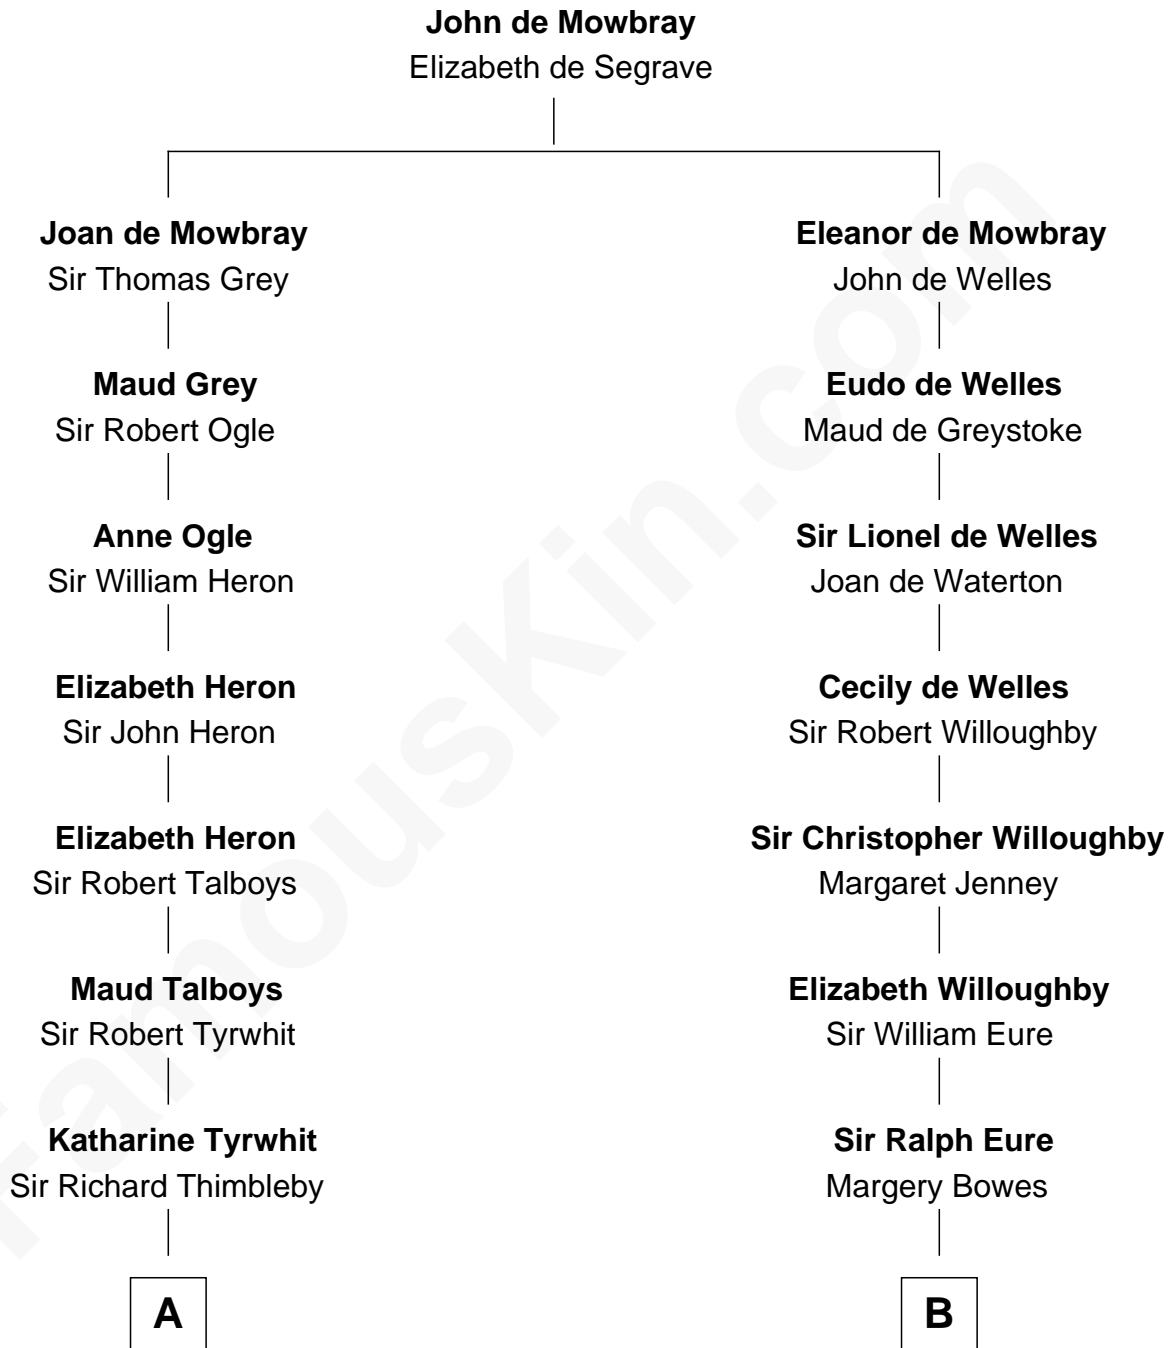 John de Mowbray
Elizabeth de Segrave
Joan de Mowbray
Sir Thomas Grey
Maud Grey
Sir Robert Ogle
Anne Ogle
Sir William Heron
Elizabeth Heron
Sir John Heron
Elizabeth Heron
Sir Robert Talboys
Maud Talboys
Sir Robert Tyrwhit
Katharine Tyrwhit
Sir Richard Thimbleby
A
Eleanor de Mowbray
John de Welles
Eudo de Welles
Maud de Greystoke
Sir Lionel de Welles
Joan de Waterton
Cecily de Welles
Sir Robert Willoughby
Sir Christopher Willoughby
Margaret Jenney
Elizabeth Willoughby
Sir William Eure
Sir Ralph Eure
Margery Bowes
B
FamousKin.com